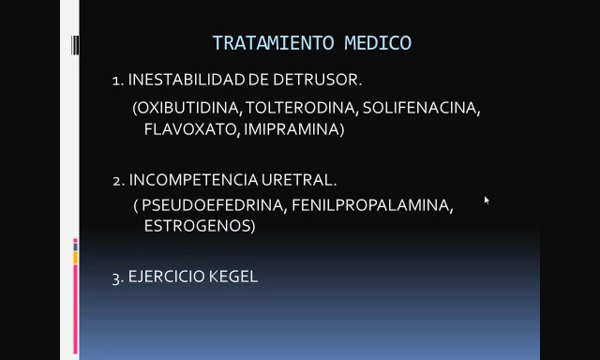 TRATAMIENTO MEDICO
1. INESTABILIDAD DE DETRUSOR.
(OXIBUTIDINA, TOLTERODINA, SOLIFENACINA,
FLAVOXATO, IMIPRAMINA)
2. INCOMPETENCIA URETRAL.
( PSEUDOEFEDRINA, FENILPROPALAMINA,
ESTROGENOS)
3. EJERCICIO KEGEL